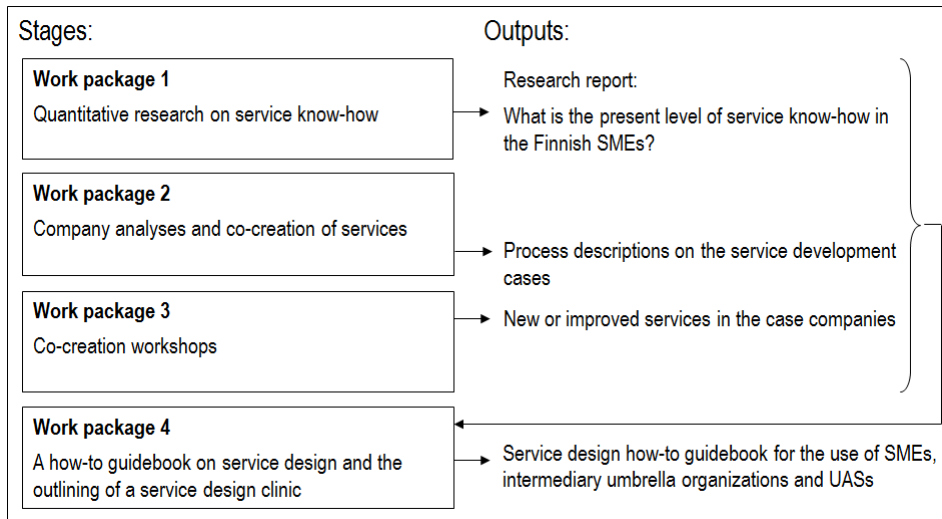 Stages:
Outputs:
Work package 1
Quantitative research on service know-how
Research report:
What is the present level of service know-how in
the Finnish SMEs?
Work package 2
Company analyses and co-creation of services
Process descriptions on the service development
cases
Work package 3
Co-creation workshops
New or improved services in the case companies
Work package 4
A how-to guidebook on service design and the
outlining of a service design clinic
Service design how-to guidebook for the use of SMEs,
intermediary umbrella organizations and UASs